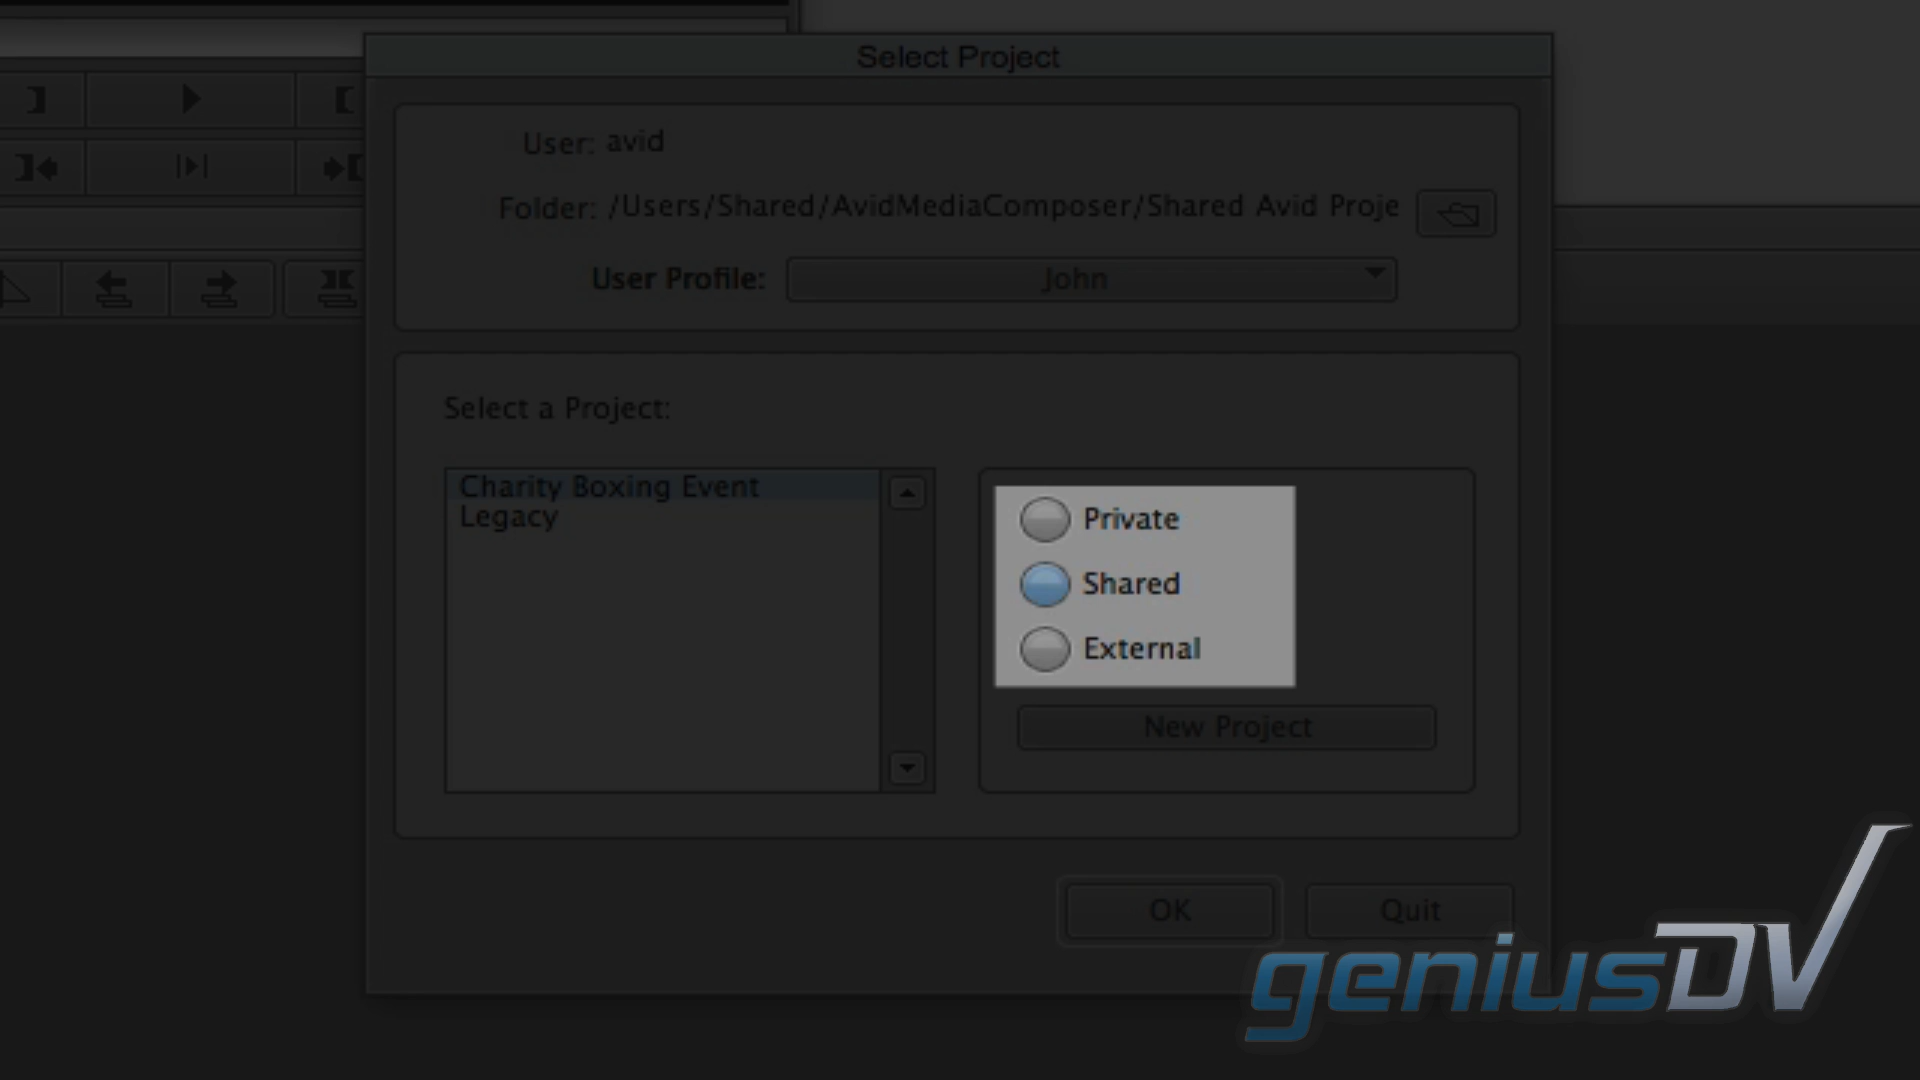 Select Project
User: avid
Folder: /Users/Shared/AvidMediaComposer/Shared Avid Proje
User Profile: John
Select a Project:
Charity Boxing Event
Legacy
Private
Shared
External
New Project
OK Quit
geniusDV